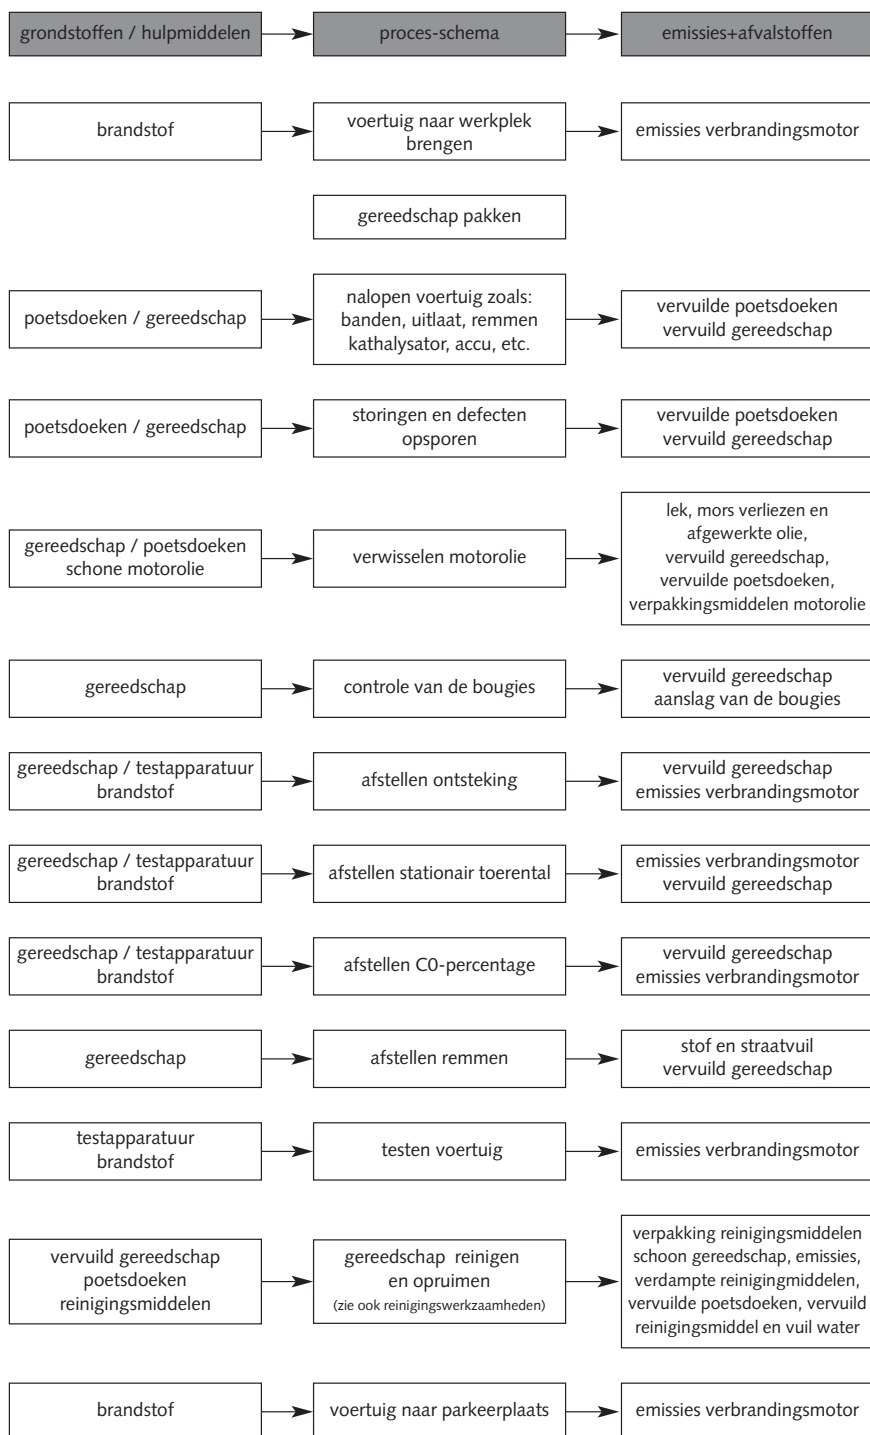 grondstoffen / hulpmiddelen
proces-schema
emissies+afvalstoffen
brandstof
voertuig naar werkplek
brengen
emissies verbrandingsmotor
gereedschap pakken
poetsdoeken / gereedschap
nalopen voertuig zoals:
banden, uitlaat, remmen
kathalysator, accu, etc.
vervuilde poetsdoeken
vervuild gereedschap
poetsdoeken / gereedschap
storingen en defecten
opsporen
vervuilde poetsdoeken
vervuild gereedschap
gereedschap / poetsdoeken
schone motorolie
verwisselen motorolie
lek, mors verliezen en
afgewerkte olie,
vervuild gereedschap,
vervuilde poetsdoeken,
verpakkingsmiddelen motorolie
gereedschap
controle van de bougies
vervuild gereedschap
aanslag van de bougies
gereedschap / testapparatuur
brandstof
afstellen ontsteking
vervuild gereedschap
emissies verbrandingsmotor
gereedschap / testapparatuur
brandstof
afstellen stationair toerental
emissies verbrandingsmotor
vervuild gereedschap
gereedschap / testapparatuur
brandstof
afstellen C0-percentage
vervuild gereedschap
emissies verbrandingsmotor
gereedschap
afstellen remmen
stof en straatvuil
vervuild gereedschap
testapparatuur
brandstof
testen voertuig
emissies verbrandingsmotor
vervuild gereedschap
poetsdoeken
reinigingsmiddelen
gereedschap reinigen
en opruimen
(zie ook reinigingswerkzaamheden)
verpakking reinigingsmiddelen
schoon gereedschap, emissies,
verdampte reinigingmiddelen,
vervuilde poetsdoeken, vervuild
reinigingsmiddel en vuil water
brandstof
voertuig naar parkeerplaats
emissies verbrandingsmotor